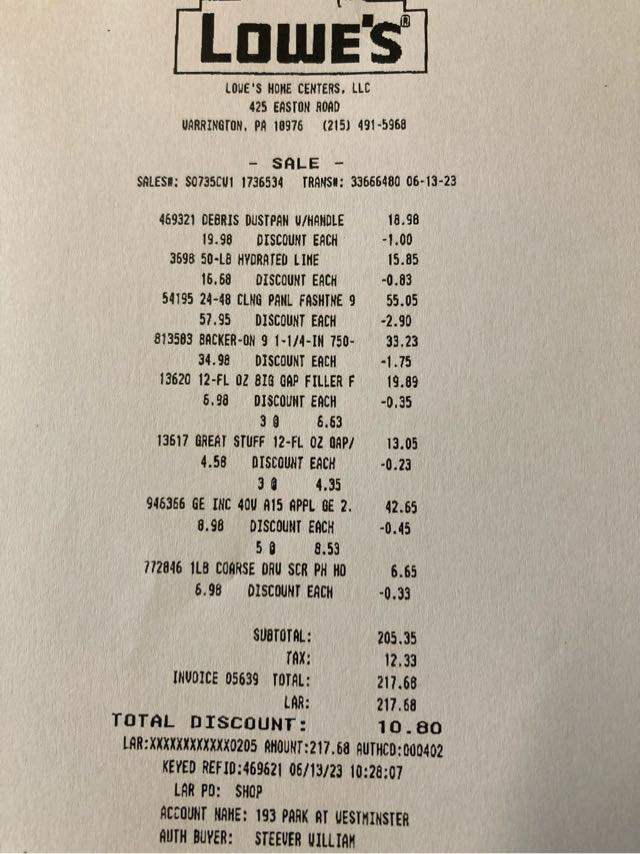 LOWE'S®
LOWE'S HOME CENTERS, LLC
425 EASTON ROAD
WARRINGTON, PA 18976 (215) 491-5968
- SALE -
SALES#: S0735CW1 1736534 TRANS#: 33666480 06-13-23
469321 DEBRIS DUSTPAN W/HANDLE 18.98
19.98 DISCOUNT EACH -1.00
3698 50-LB HYDRATED LIME 15.85
16.68 DISCOUNT EACH -0.83
54195 24-48 CLNG PANL FASHTNE 9 55.05
57.95 DISCOUNT EACH -2.90
813583 BACKER-ON 9 1-1/4-IN 750- 33.23
34.98 DISCOUNT EACH -1.75
13620 12-FL OZ BIG GAP FILLER F 19.89
6.98 DISCOUNT EACH -0.35
3 @ 6.63
13617 GREAT STUFF 12-FL OZ GAP/ 13.05
4.58 DISCOUNT EACH -0.23
3 @ 4.35
946366 GE INC 40W A15 APPL GE 2. 42.65
8.98 DISCOUNT EACH -0.45
5 @ 8.53
772846 1LB COARSE DRW SCR PH HO 6.65
6.98 DISCOUNT EACH -0.33
SUBTOTAL: 205.35
TAX: 12.33
INVOICE 05639 TOTAL: 217.68
LAR: 217.68
TOTAL DISCOUNT: 10.80
LAR:XXXXXXXXXXXX0205 AMOUNT:217.68 AUTHCD:000402
KEYED REFID:469621 06/13/23 10:28:07
LAR PO: SHOP
ACCOUNT NAME: 193 PARK AT WESTMINSTER
AUTH BUYER: STEEVER WILLIAM